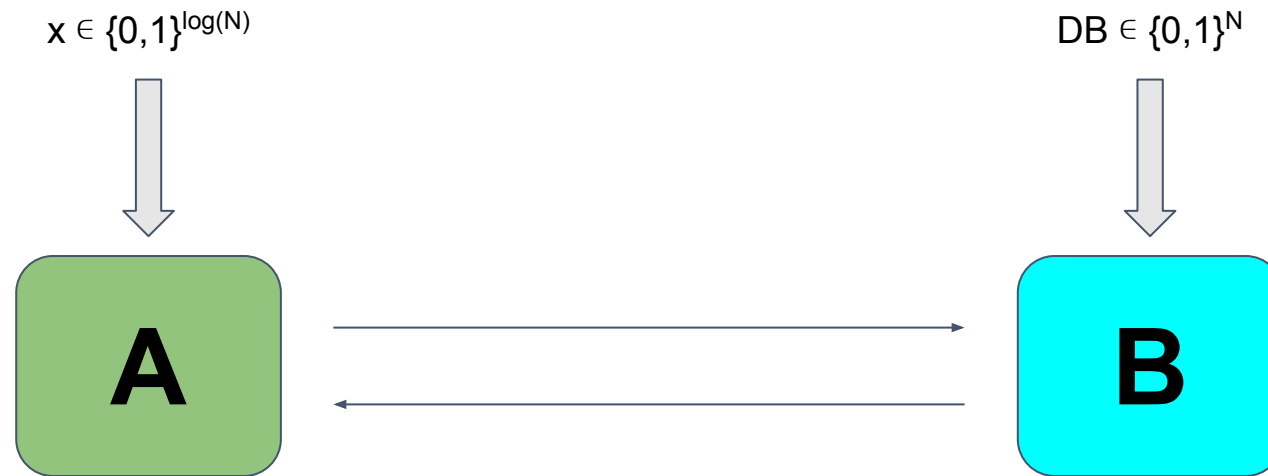 x ∈ {0,1}^log(N)
DB ∈ {0,1}^N
A
B